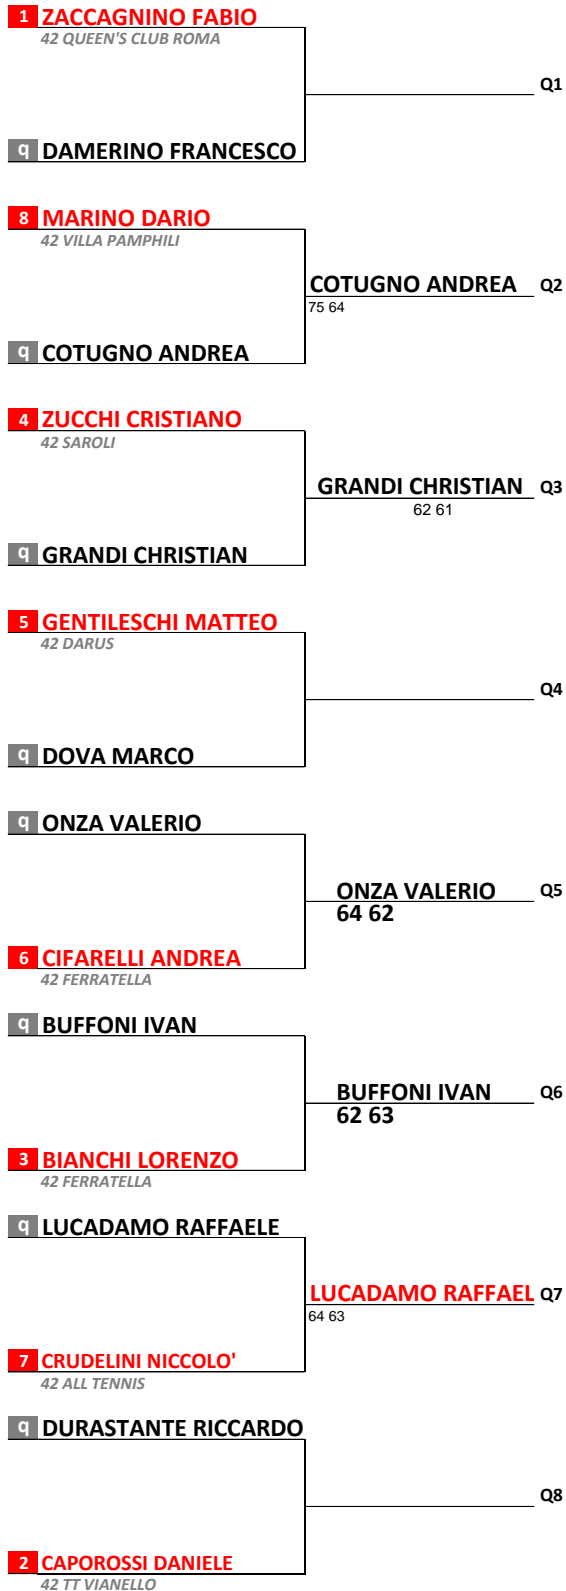 1 ZACCAGNINO FABIO
42 QUEEN'S CLUB ROMA
Q1
q DAMERINO FRANCESCO
8 MARINO DARIO
42 VILLA PAMPHILI
COTUGNO ANDREA Q2
75 64
q COTUGNO ANDREA
4 ZUCCHI CRISTIANO
42 SAROLI
GRANDI CHRISTIAN Q3
62 61
q GRANDI CHRISTIAN
5 GENTILESCHI MATTEO
42 DARUS
Q4
q DOVA MARCO
q ONZA VALERIO
ONZA VALERIO Q5
64 62
6 CIFARELLI ANDREA
42 FERRATELLA
q BUFFONI IVAN
BUFFONI IVAN Q6
62 63
3 BIANCHI LORENZO
42 FERRATELLA
q LUCADAMO RAFFAELE
LUCADAMO RAFFAEL Q7
64 63
7 CRUDELINI NICCOLO'
42 ALL TENNIS
q DURASTANTE RICCARDO
Q8
2 CAPOROSSI DANIELE
42 TT VIANELLO